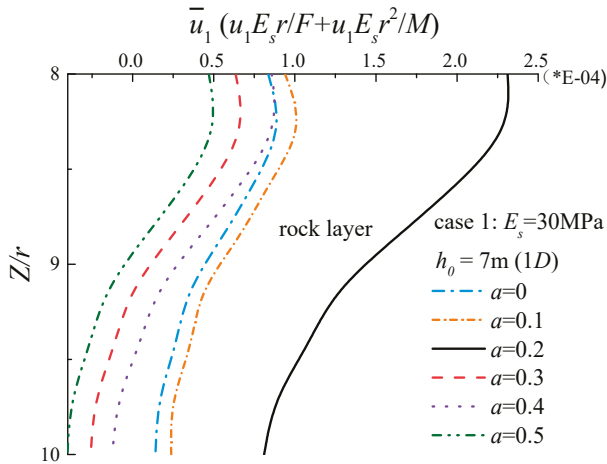 ū₁ (u₁Eₛr/F+u₁Eₛr²/M)
0.0 0.5 1.0 1.5 2.0 2.5
(*E-04)
8
9
10
Z/r
rock layer
case 1: Eₛ=30MPa
h₀ = 7m (1D)
a=0
a=0.1
a=0.2
a=0.3
a=0.4
a=0.5